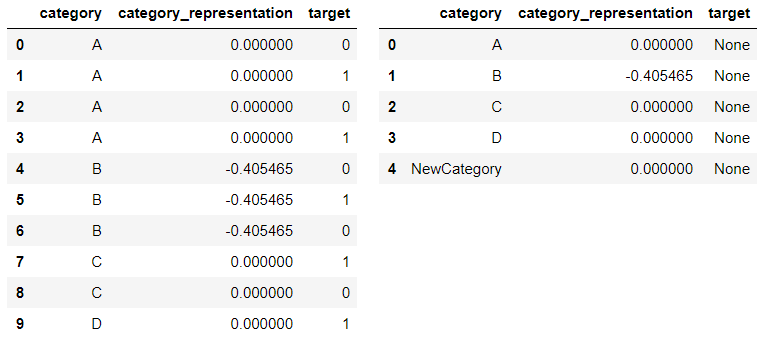 category category_representation target
0 A 0.000000 0
1 A 0.000000 1
2 A 0.000000 0
3 A 0.000000 1
4 B -0.405465 0
5 B -0.405465 1
6 B -0.405465 0
7 C 0.000000 1
8 C 0.000000 0
9 D 0.000000 1
category category_representation target
0 A 0.000000 None
1 B -0.405465 None
2 C 0.000000 None
3 D 0.000000 None
4 NewCategory 0.000000 None